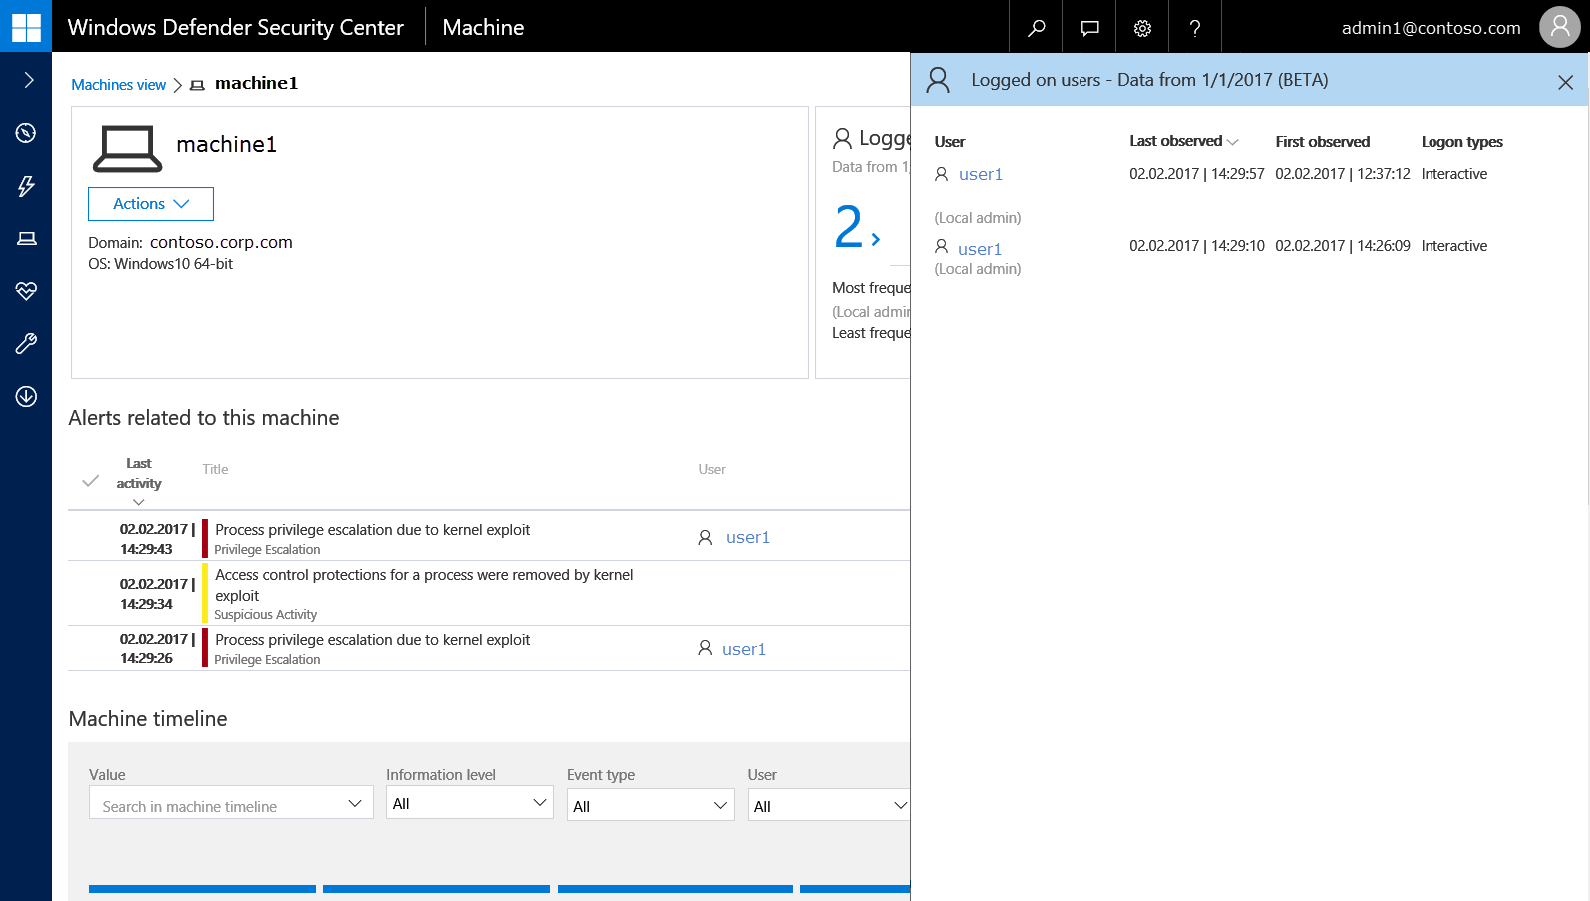 Windows Defender Security Center
Machine
?
admin1@contoso.com
Machines view
machine1
machine1
Actions
Domain: contoso.corp.com
OS: Windows10 64-bit
Logge
Data from 1/
2
Most freque
(Local admin
Least freque
Alerts related to this machine
Last activity
Title
User
02.02.2017 |
14:29:43
Process privilege escalation due to kernel exploit
Privilege Escalation
user1
02.02.2017 |
14:29:34
Access control protections for a process were removed by kernel
exploit
Suspicious Activity
02.02.2017 |
14:29:26
Process privilege escalation due to kernel exploit
Privilege Escalation
user1
Machine timeline
Value
Information level
Event type
User
Search in machine timeline
All
All
All
Logged on users - Data from 1/1/2017 (BETA)
User
Last observed
First observed
Logon types
user1
02.02.2017 | 14:29:57
02.02.2017 | 12:37:12
Interactive
(Local admin)
user1
02.02.2017 | 14:29:10
02.02.2017 | 14:26:09
Interactive
(Local admin)